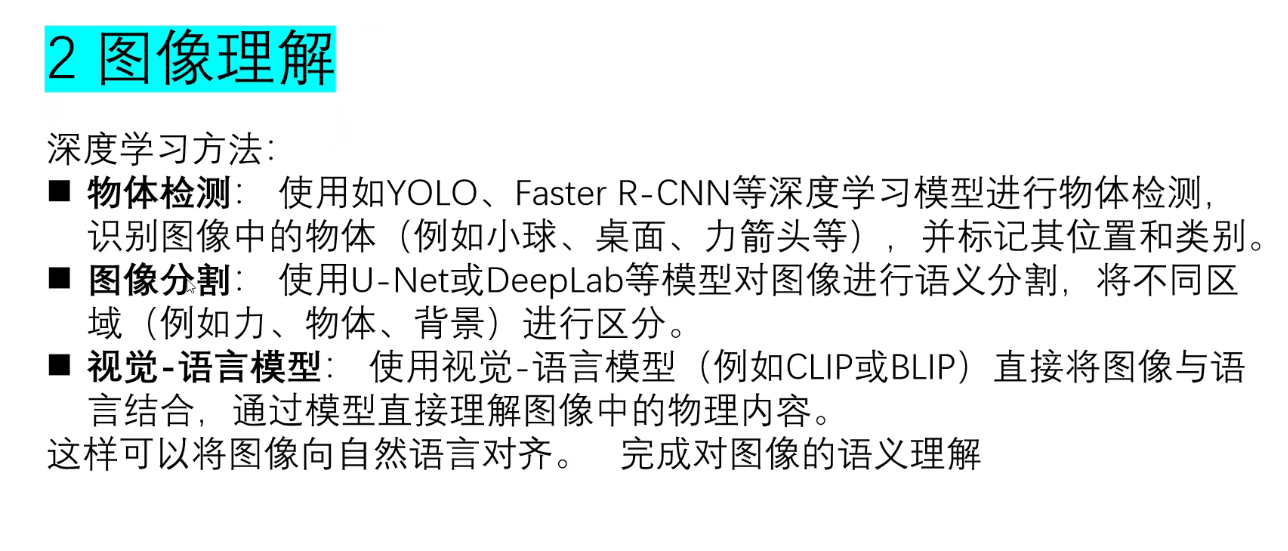 2 图像理解
深度学习方法：
■ 物体检测： 使用如YOLO、Faster R-CNN等深度学习模型进行物体检测，
识别图像中的物体（例如小球、桌面、力箭头等），并标记其位置和类别。
■ 图像分割： 使用U-Net或DeepLab等模型对图像进行语义分割，将不同区
域（例如力、物体、背景）进行区分。
■ 视觉-语言模型： 使用视觉-语言模型（例如CLIP或BLIP）直接将图像与语
言结合，通过模型直接理解图像中的物理内容。
这样可以将图像向自然语言对齐。 完成对图像的语义理解